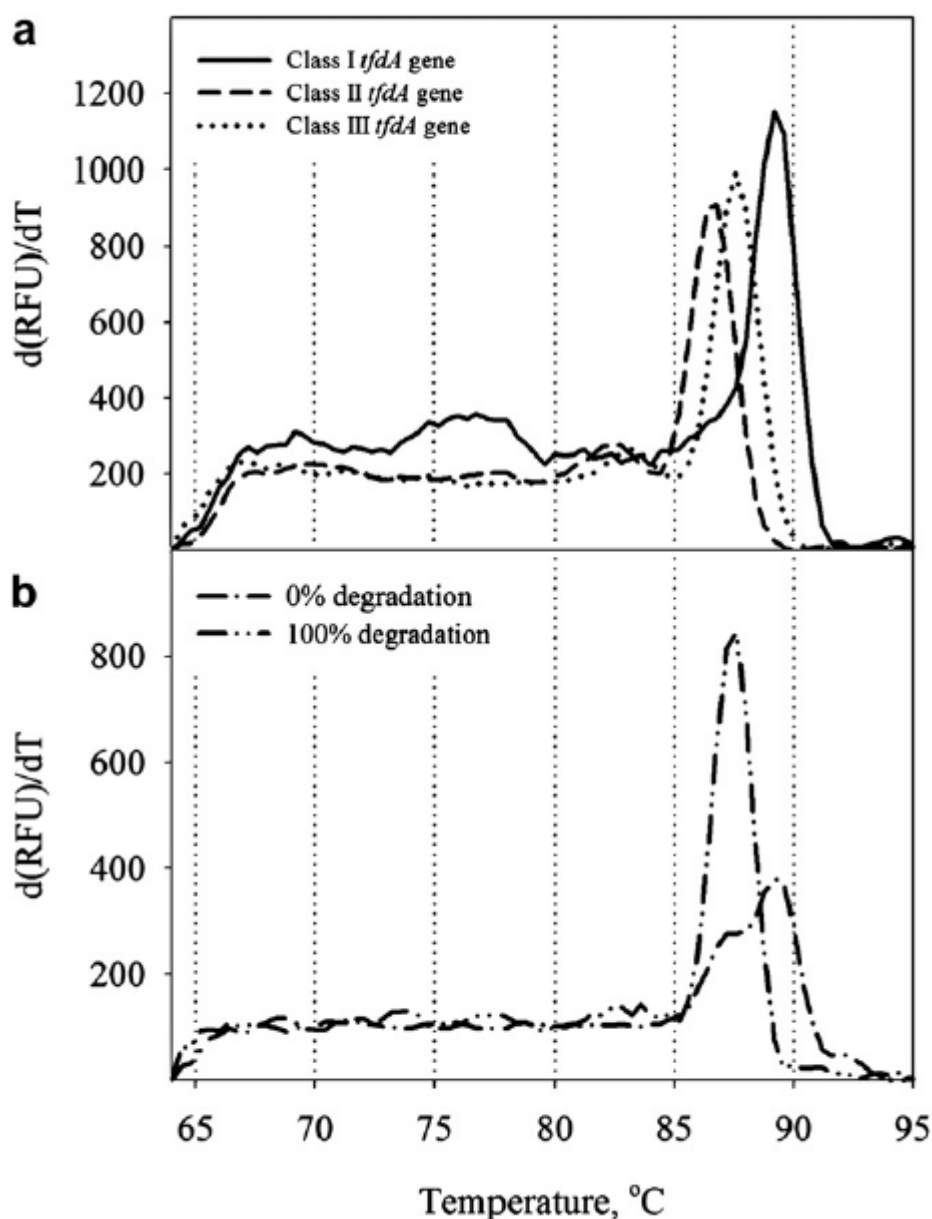 a
Class I tfdA gene
Class II tfdA gene
Class III tfdA gene
1200
1000
800
600
400
200
d(RFU)/dT
b
0% degradation
100% degradation
800
600
400
200
d(RFU)/dT
65 70 75 80 85 90 95
Temperature, °C